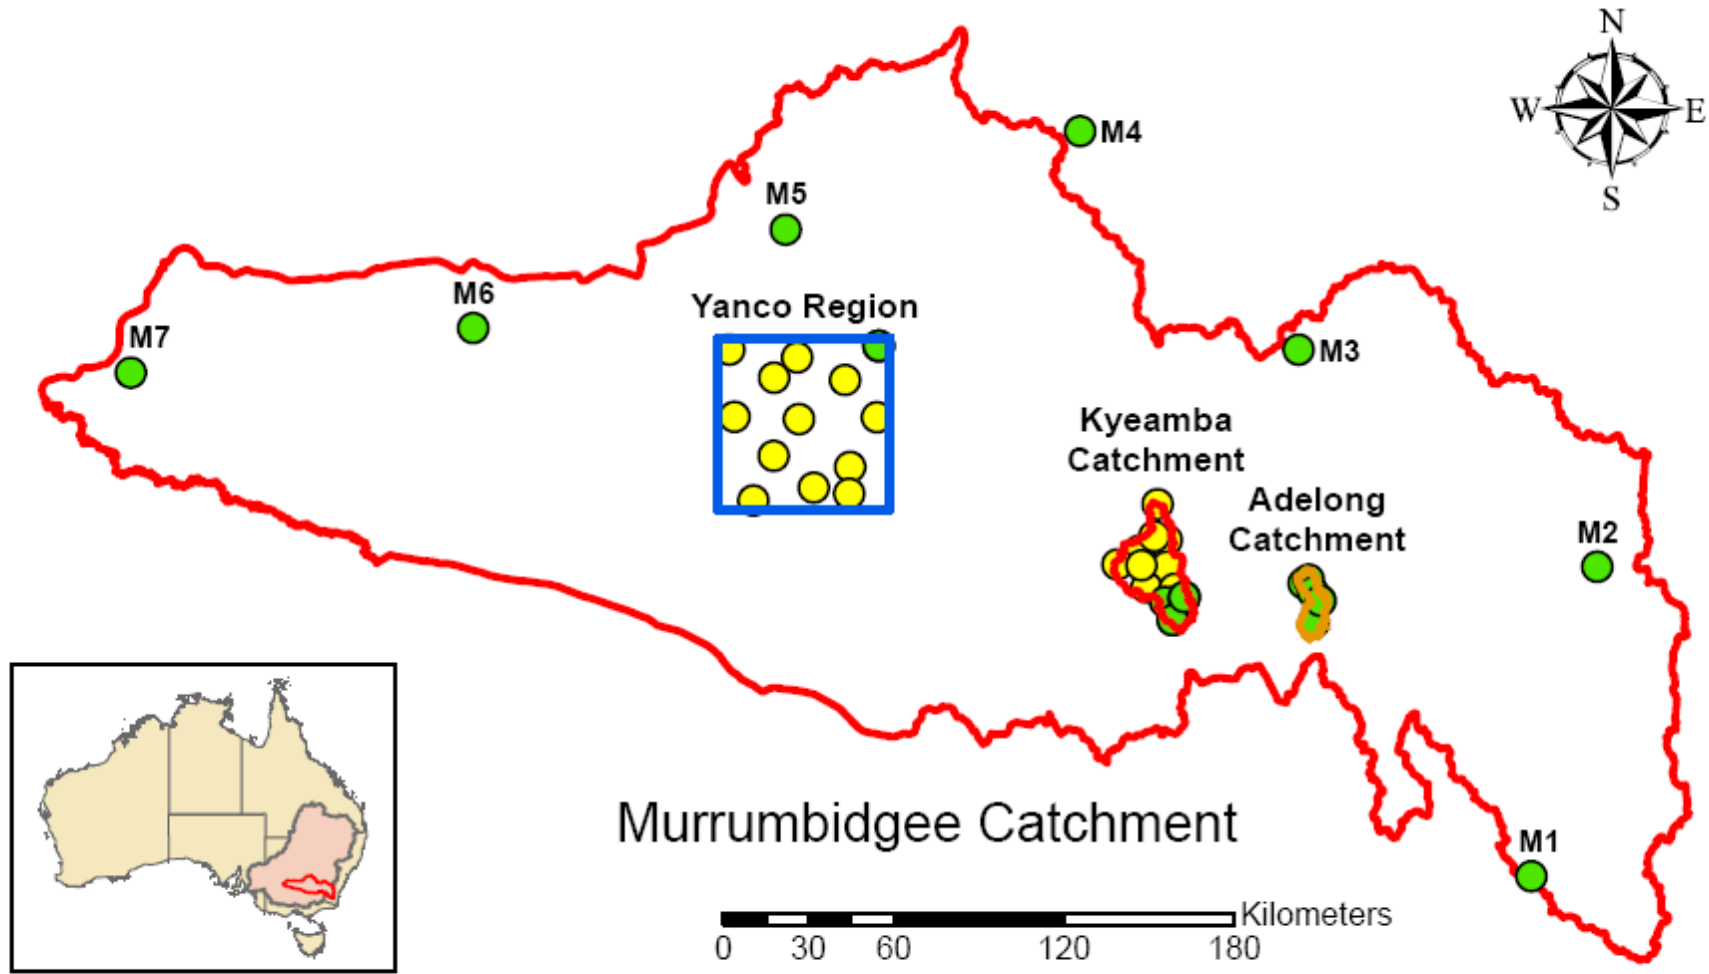 N
W
E
S
M4
M5
M6
Yanco Region
M7
M3
Kyeamba
Catchment
Adelong
Catchment
M2
Murrumbidgee Catchment
M1
Kilometers
0 30 60 120 180